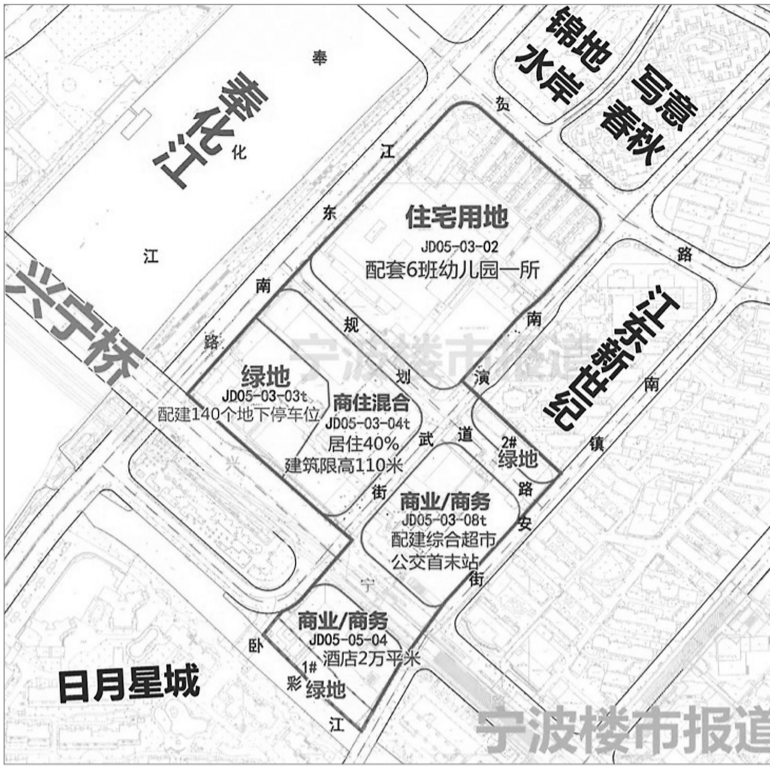 锦地
水岸
写意
春秋
奉化江
奉
化
江
贺
江
东
南
路
住宅用地
JD05-03-02
配套6班幼儿园一所
路
兴宁桥
江东新世纪
南
规
划
道
路
宁波楼市报道
绿地
JD05-03-03t
配建140个地下停车位
商住混合
JD05-03-04t
居住40%
建筑限高110米
演
武
街
南
镇
安
街
2#
绿地
兴
宁
商业/商务
JD05-03-08t
配建综合超市
公交首末站
商业/商务
JD05-05-04
酒店2万平米
1#
绿地
卧
彩
江
日月星城
宁波楼市报道